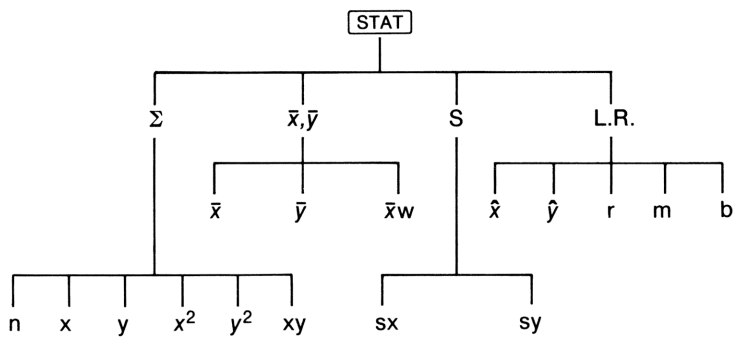 STAT
Σ x̄,ȳ S L.R.
x̄ ȳ x̄w x̂ ŷ r m b
n x y x² y² xy sx sy